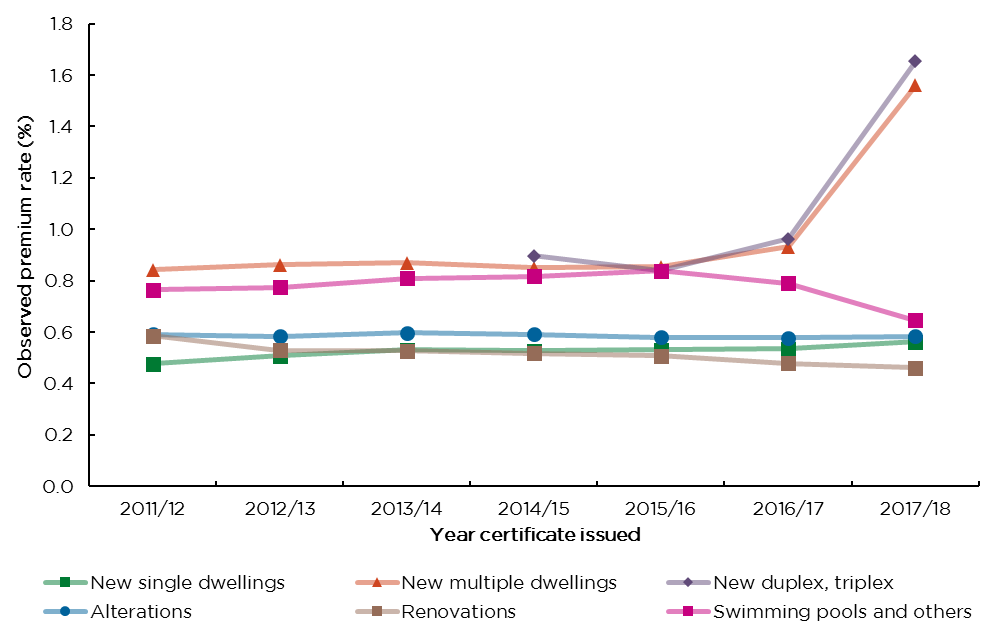 1.8
1.6
1.4
1.2
1.0
0.8
0.6
0.4
0.2
0.0
Observed premium rate (%)
2011/12 2012/13 2013/14 2014/15 2015/16 2016/17 2017/18
Year certificate issued
New single dwellings New multiple dwellings New duplex, triplex
Alterations Renovations Swimming pools and others